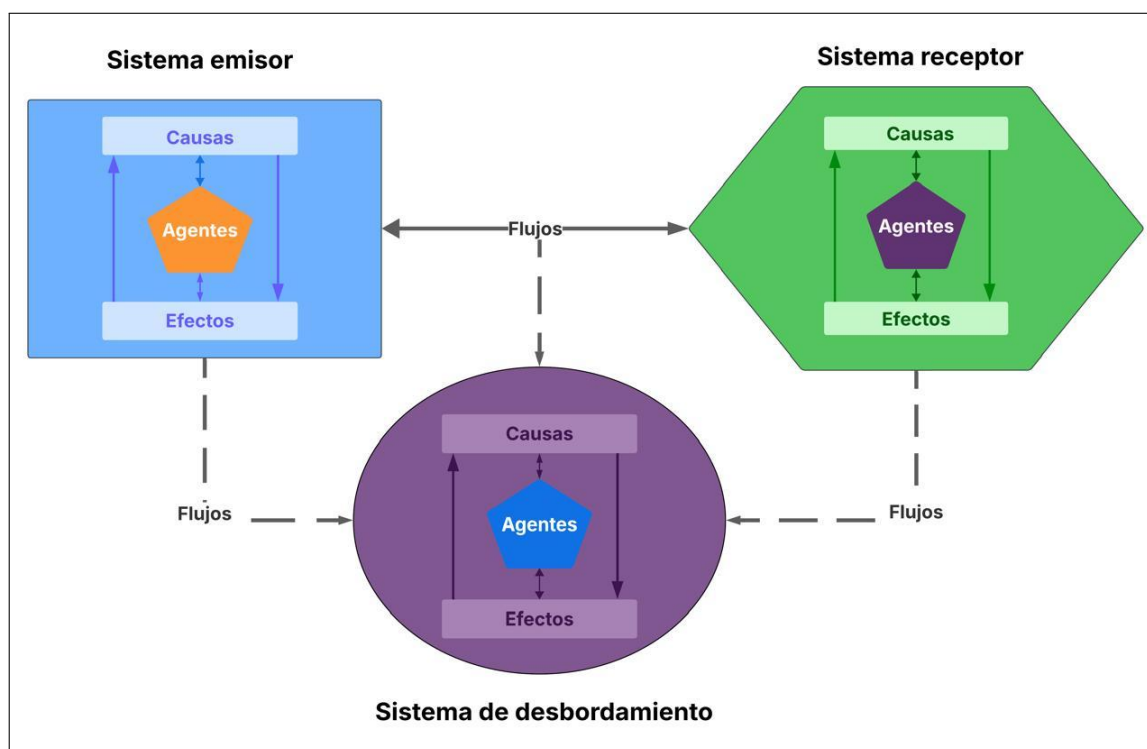 Sistema emisor
Sistema receptor
Causas
Agentes
Efectos
Flujos
Causas
Agentes
Efectos
Flujos
Causas
Agentes
Efectos
Flujos
Sistema de desbordamiento